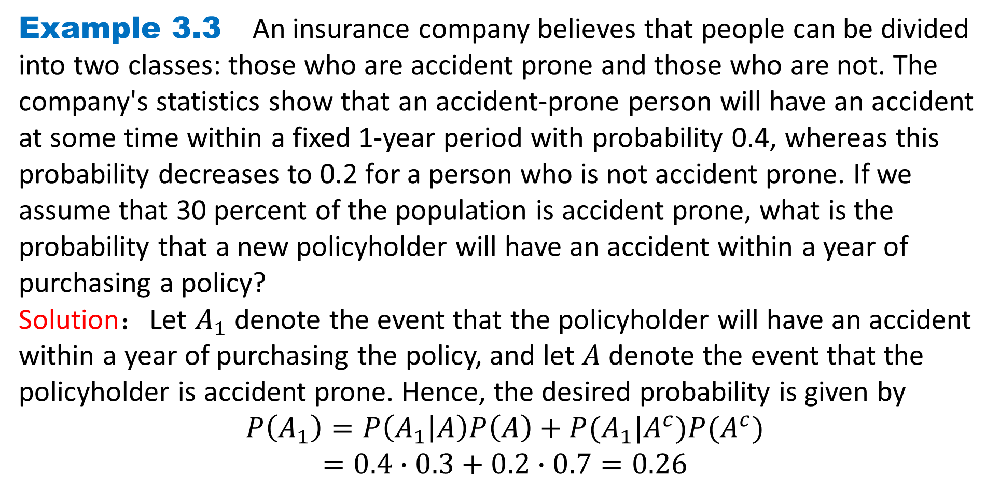 Example 3.3 An insurance company believes that people can be divided
into two classes: those who are accident prone and those who are not. The
company's statistics show that an accident-prone person will have an accident
at some time within a fixed 1-year period with probability 0.4, whereas this
probability decreases to 0.2 for a person who is not accident prone. If we
assume that 30 percent of the population is accident prone, what is the
probability that a new policyholder will have an accident within a year of
purchasing a policy?
Solution： Let 𝐴₁ denote the event that the policyholder will have an accident
within a year of purchasing the policy, and let 𝐴 denote the event that the
policyholder is accident prone. Hence, the desired probability is given by
𝑃(𝐴₁) = 𝑃(𝐴₁|𝐴)𝑃(𝐴) + 𝑃(𝐴₁|𝐴ᶜ)𝑃(𝐴ᶜ)
= 0.4 · 0.3 + 0.2 · 0.7 = 0.26